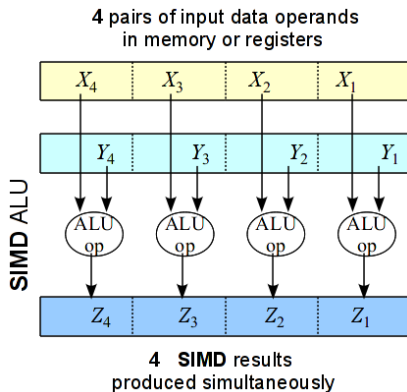 4 pairs of input data operands
in memory or registers
X4 X3 X2 X1
Y4 Y3 Y2 Y1
SIMD ALU
ALU ALU ALU ALU
op op op op
Z4 Z3 Z2 Z1
4 SIMD results
produced simultaneously